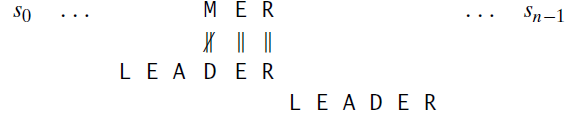 s₀ ... M E R ... sₙ₋₁
∦ ‖ ‖
L E A D E R
L E A D E R